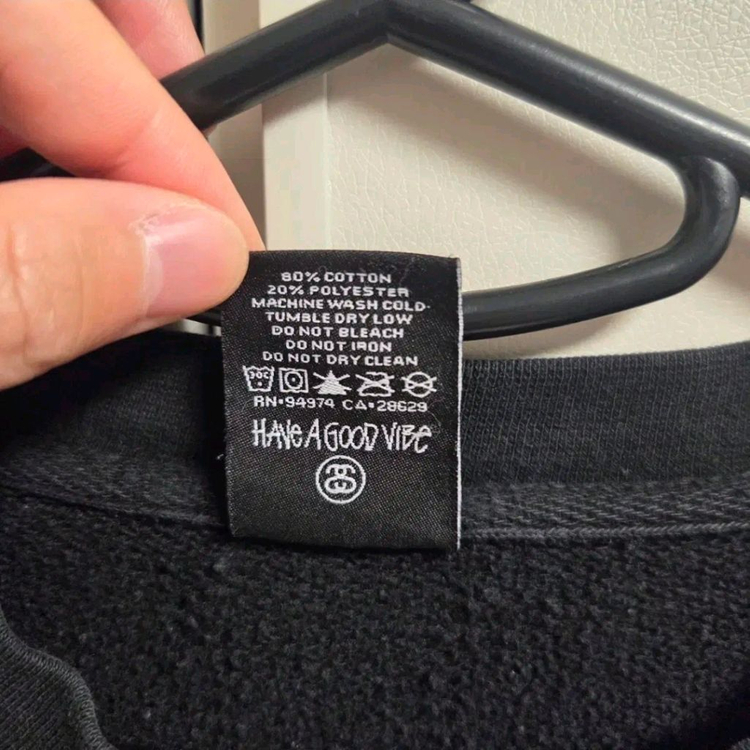 80% COTTON
20% POLYESTER
MACHINE WASH COLD-
TUMBLE DRY LOW
DO NOT BLEACH
DO NOT IRON
DO NOT DRY CLEAN
30C
RN•94974 CA•28629
HAVE A GOOD VIBE